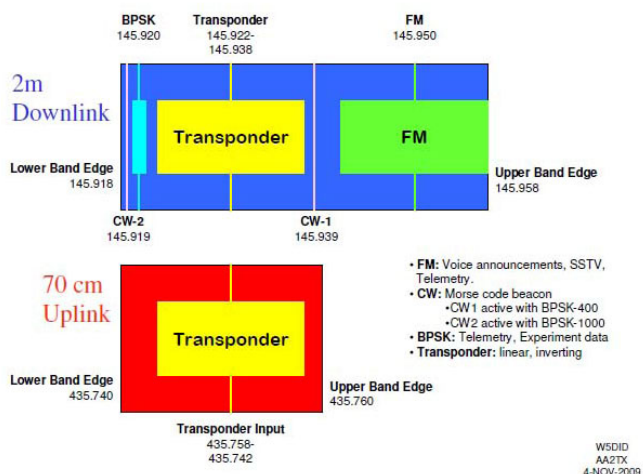 BPSK
145.920
Transponder
145.922-
145.938
FM
145.950
2m
Downlink
Transponder
FM
Lower Band Edge
145.918
Upper Band Edge
145.958
CW-2
145.919
CW-1
145.939
70 cm
Uplink
Transponder
Lower Band Edge
435.740
Upper Band Edge
435.760
Transponder Input
435.758-
435.742
• FM: Voice announcements, SSTV,
Telemetry.
• CW: Morse code beacon
•CW1 active with BPSK-400
•CW2 active with BPSK-1000
• BPSK: Telemetry, Experiment data
• Transponder: linear, inverting
W5DID
AA2TX
4-NOV-2009